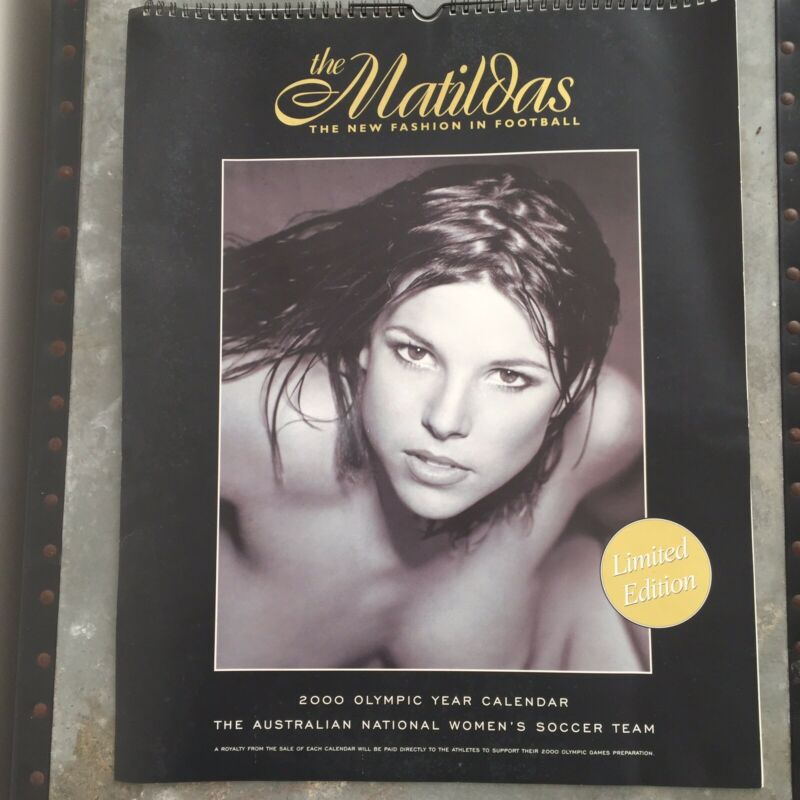 the Matildas
THE NEW FASHION IN FOOTBALL
Limited
Edition
2000 OLYMPIC YEAR CALENDAR
THE AUSTRALIAN NATIONAL WOMEN'S SOCCER TEAM
A ROYALTY FROM THE SALE OF EACH CALENDAR WILL BE PAID DIRECTLY TO THE ATHLETES TO SUPPORT THEIR 2000 OLYMPIC GAMES PREPARATION.